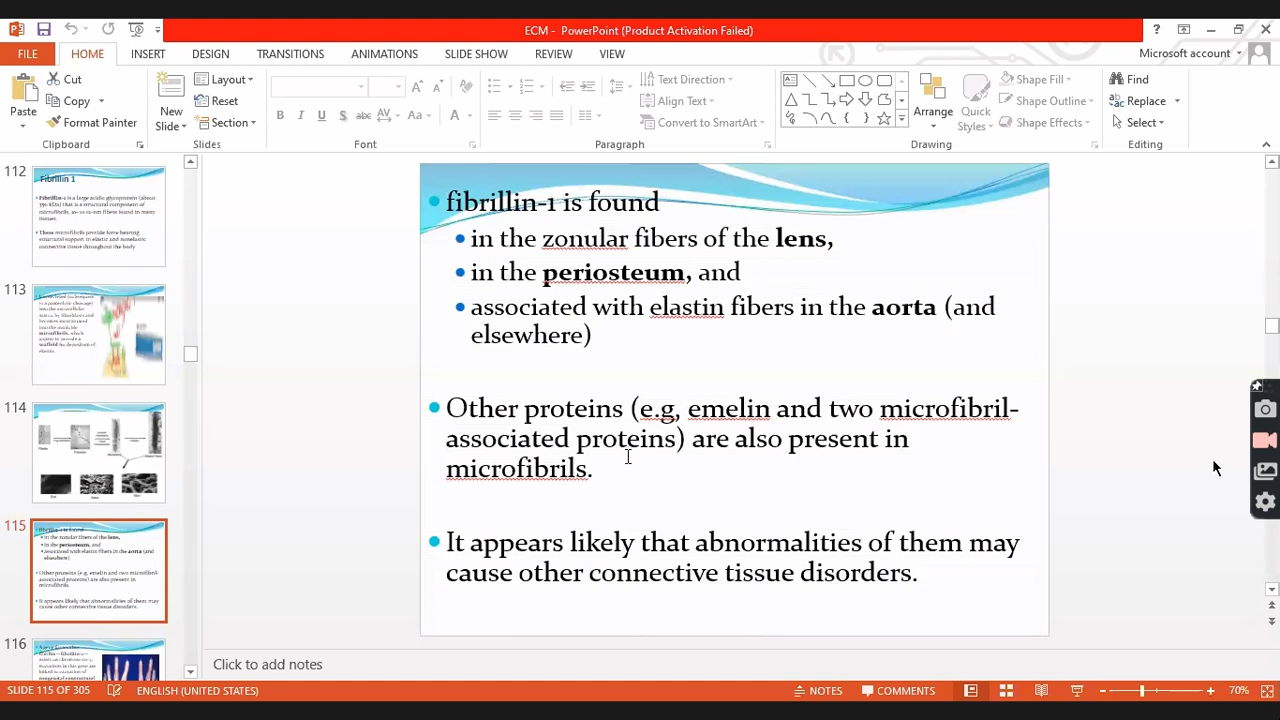 ECM - PowerPoint (Product Activation Failed)
FILE HOME INSERT DESIGN TRANSITIONS ANIMATIONS SLIDE SHOW REVIEW VIEW Microsoft account
Paste
Cut
Copy
Format Painter
Clipboard
New Slide
Layout
Reset
Section
Slides
Font
Text Direction
Align Text
Convert to SmartArt
Paragraph
Arrange
Quick Styles
Shape Fill
Shape Outline
Shape Effects
Drawing
Find
Replace
Select
Editing
112
Fibrillin 1
113
114
115
116
• fibrillin-1 is found
• in the zonular fibers of the lens,
• in the periosteum, and
• associated with elastin fibers in the aorta (and
elsewhere)
• Other proteins (e.g, emelin and two microfibril-
associated proteins) are also present in
microfibrils.
• It appears likely that abnormalities of them may
cause other connective tissue disorders.
Click to add notes
SLIDE 115 OF 305 ENGLISH (UNITED STATES) NOTES COMMENTS 70%